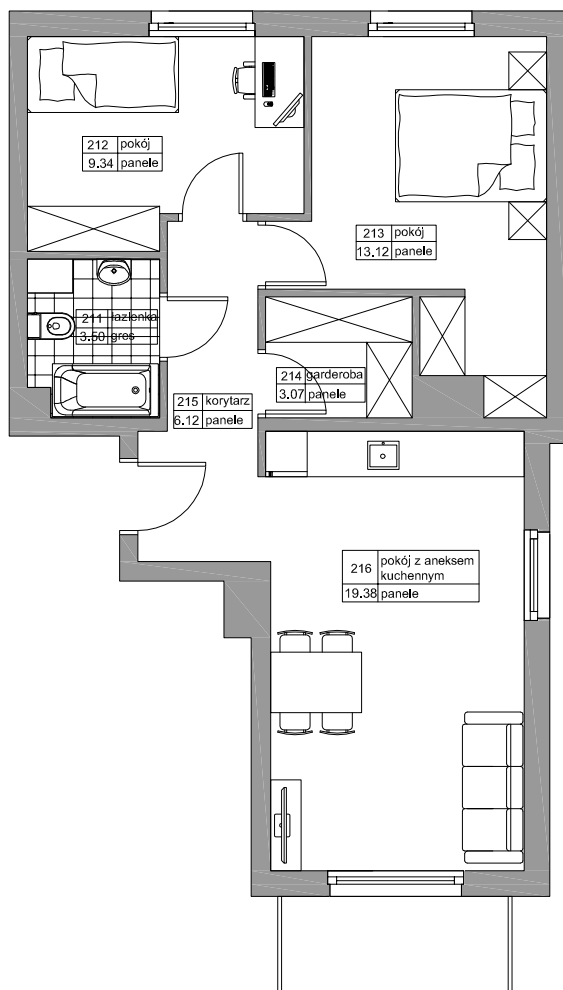 212 pokój
9.34 panele
213 pokój
13.12 panele
211 łazienka
3.50 gres
214 garderoba
3.07 panele
215 korytarz
6.12 panele
216 pokój z aneksem
kuchennym
19.38 panele